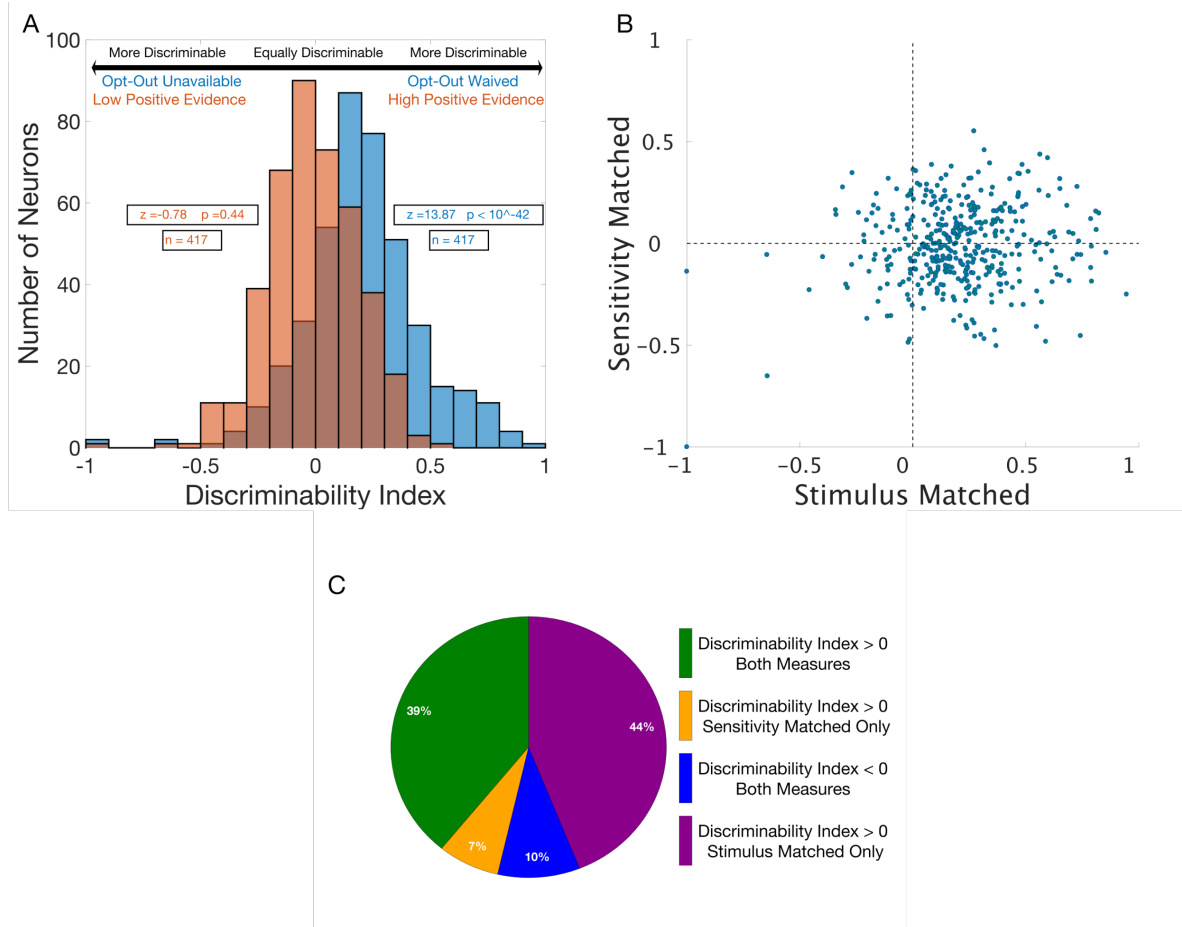 A
More Discriminable Equally Discriminable More Discriminable
Opt-Out Unavailable Opt-Out Waived
Low Positive Evidence High Positive Evidence
z =-0.78 p =0.44
n = 417
z =13.87 p < 10^-42
n = 417
100
80
60
40
20
0
Number of Neurons
-1 -0.5 0 0.5 1
Discriminability Index
B
1
0.5
0
-0.5
-1
Sensitivity Matched
-1 -0.5 0 0.5 1
Stimulus Matched
C
39%
44%
7%
10%
Discriminability Index > 0
Both Measures
Discriminability Index > 0
Sensitivity Matched Only
Discriminability Index < 0
Both Measures
Discriminability Index > 0
Stimulus Matched Only